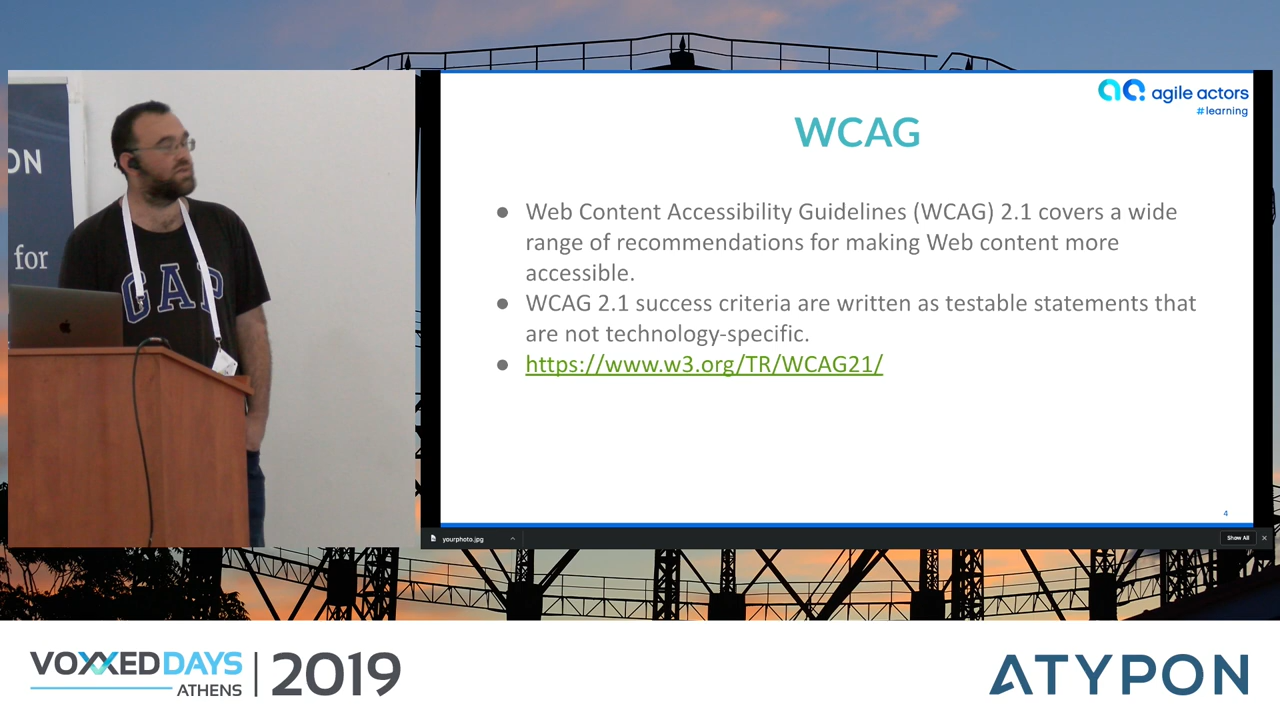 ON
for
GAP
agile actors
#learning
WCAG
● Web Content Accessibility Guidelines (WCAG) 2.1 covers a wide
range of recommendations for making Web content more
accessible.
● WCAG 2.1 success criteria are written as testable statements that
are not technology-specific.
● https://www.w3.org/TR/WCAG21/
4
yourphoto.jpg
Show All
VOXXED DAYS
ATHENS
2019
ATYPON